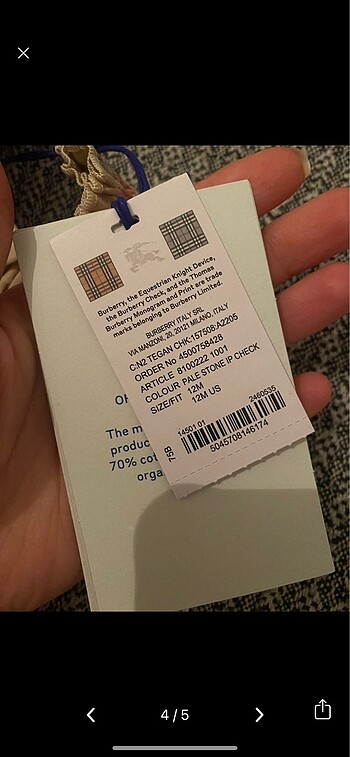 Burberry, the Equestrian Knight Device,
the Burberry Check, and the Thomas
Burberry Monogram and Print are trade
marks belonging to Burberry Limited.
BURBERRY ITALY SRL
VIA MANZONI, 20, 20121 MILANO, ITALY
C:N2 TEGAN CHK:157508:A2205
ORDER No 4500758428
ARTICLE 8100222 1001
COLOUR PALE STONE IP CHECK
SIZE/FIT 12M
12M US
75B
14501 01
2460535
5045708146174
The m
produc
70% cot
orga
4 / 5